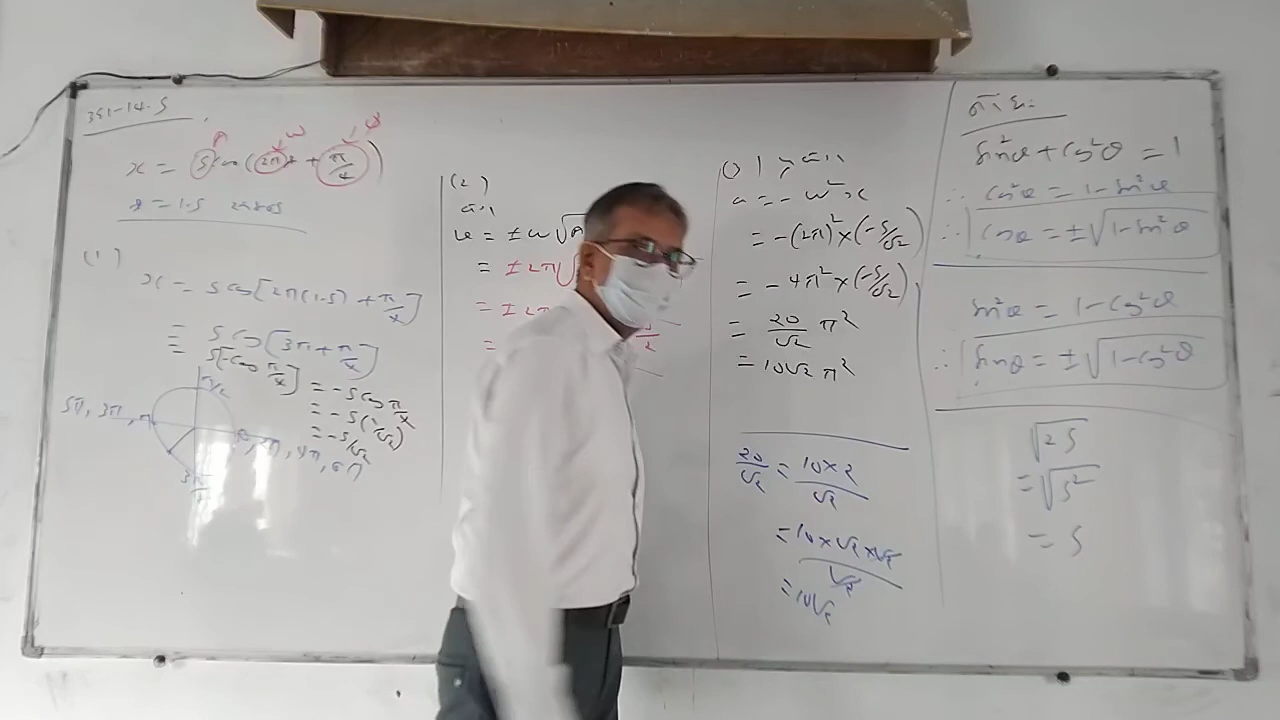 351-14.5
A ω φ
x = 5 cos(2πt + π/4)
t = 1.5
(1)
x = 5 cos[2π(1.5) + π/4]
= 5 cos[3π + π/4]
= 5[-cos π/4] = -5 cos π/4
= -5(1/√2)
= -5/√2
π/2
5π, 3π, π
0, 2π, 4π, 6π
3π/2
(2)
= ±ω√
= ±2π√
= ±2π
=
a = -ω²x
= -(2π)² × (-5/√2)
= -4π² × (-5/√2)
= 20/√2 π²
= 10√2 π²
20/√2 = 10×2/√2
= 10×√2×√2/√2
= 10√2
sin²θ + cos²θ = 1
∴ cos²θ = 1 - sin²θ
∴ cosθ = ±√1-sin²θ
sin²θ = 1 - cos²θ
∴ sinθ = ±√1-cos²θ
√25
= √5²
= 5